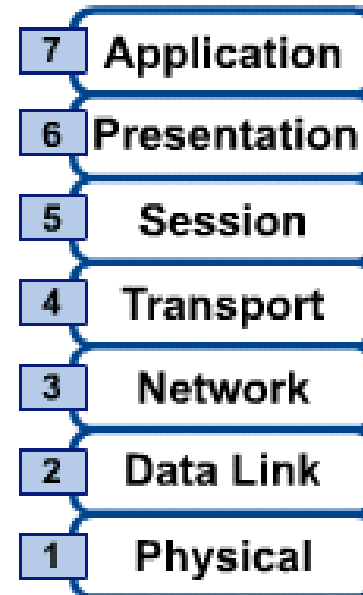 7 Application
6 Presentation
5 Session
4 Transport
3 Network
2 Data Link
1 Physical